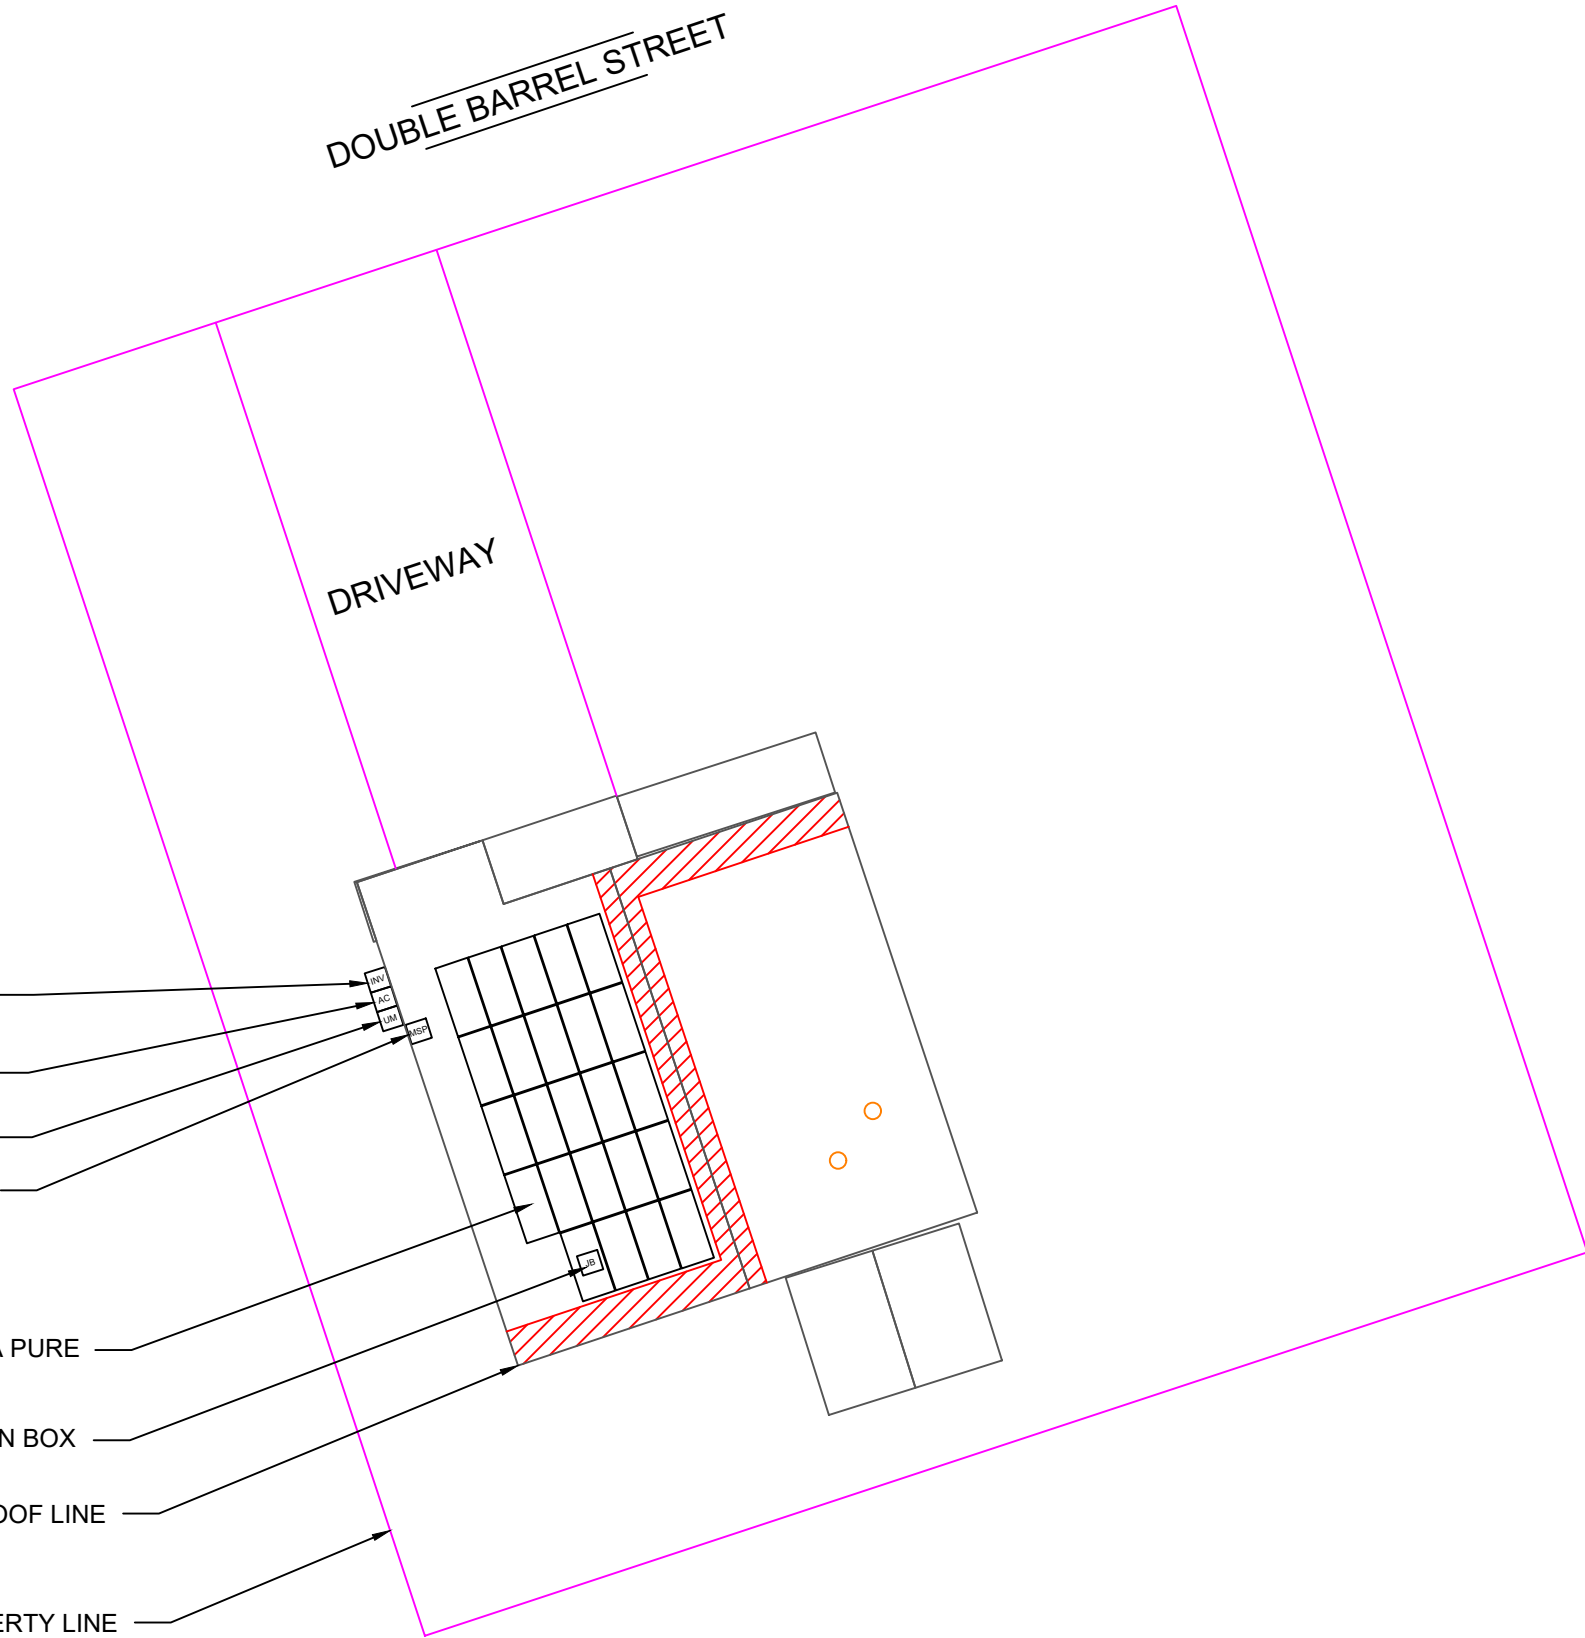 DOUBLE BARREL STREET
DRIVEWAY
INV
AC
UM
MSP
JB
A PURE
N BOX
OOF LINE
ERTY LINE